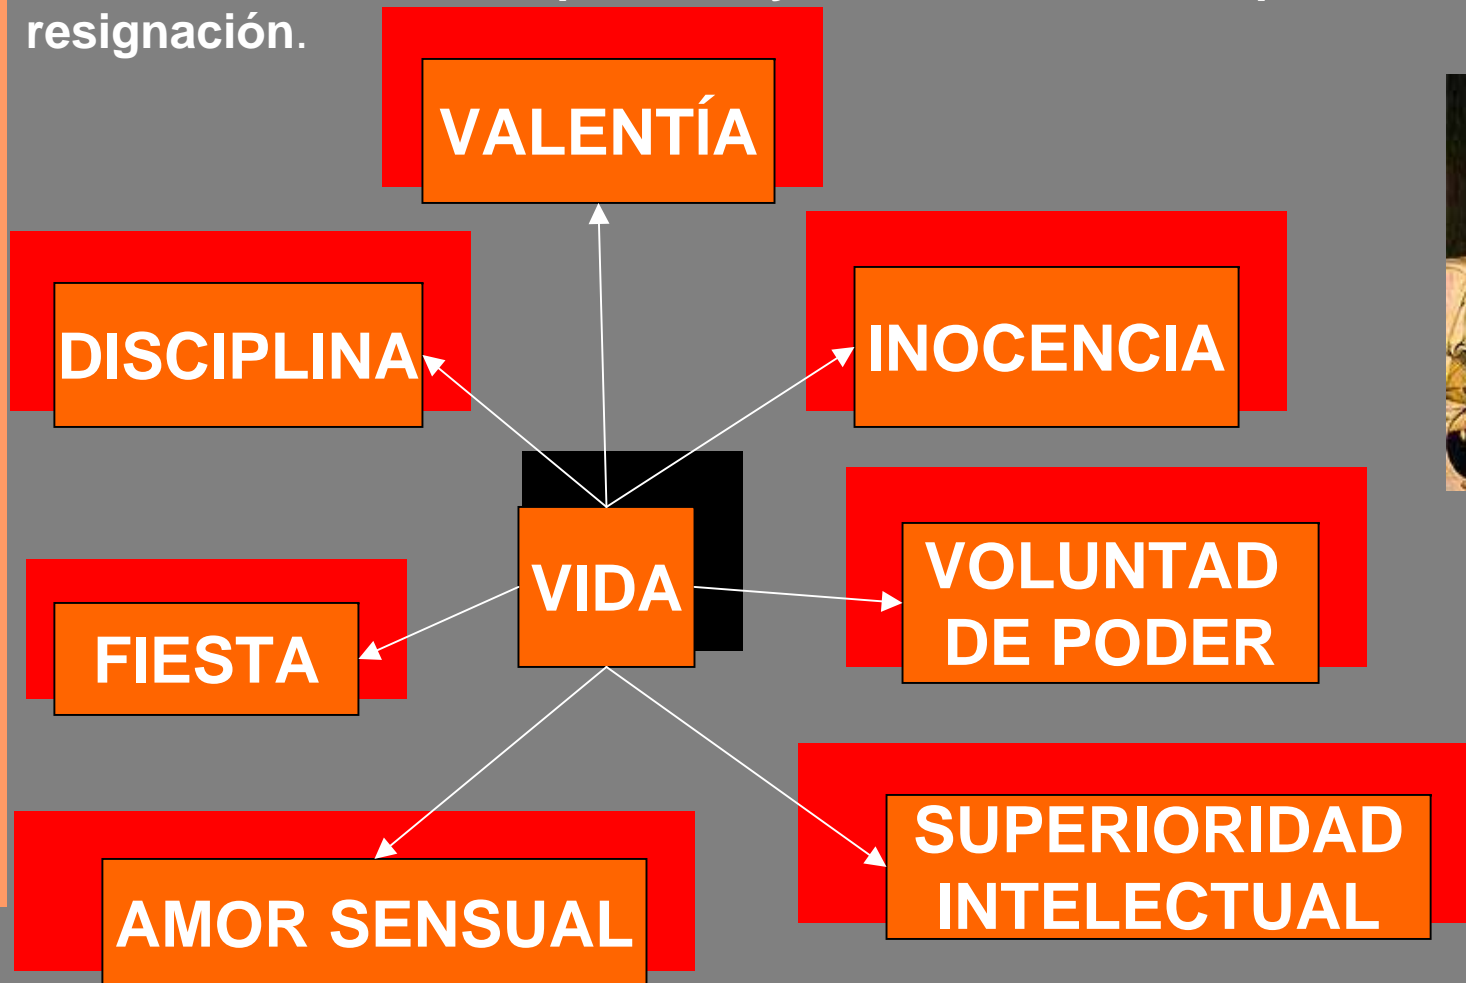 resignación.
VALENTÍA
DISCIPLINA
INOCENCIA
VIDA
VOLUNTAD
DE PODER
FIESTA
SUPERIORIDAD
INTELECTUAL
AMOR SENSUAL